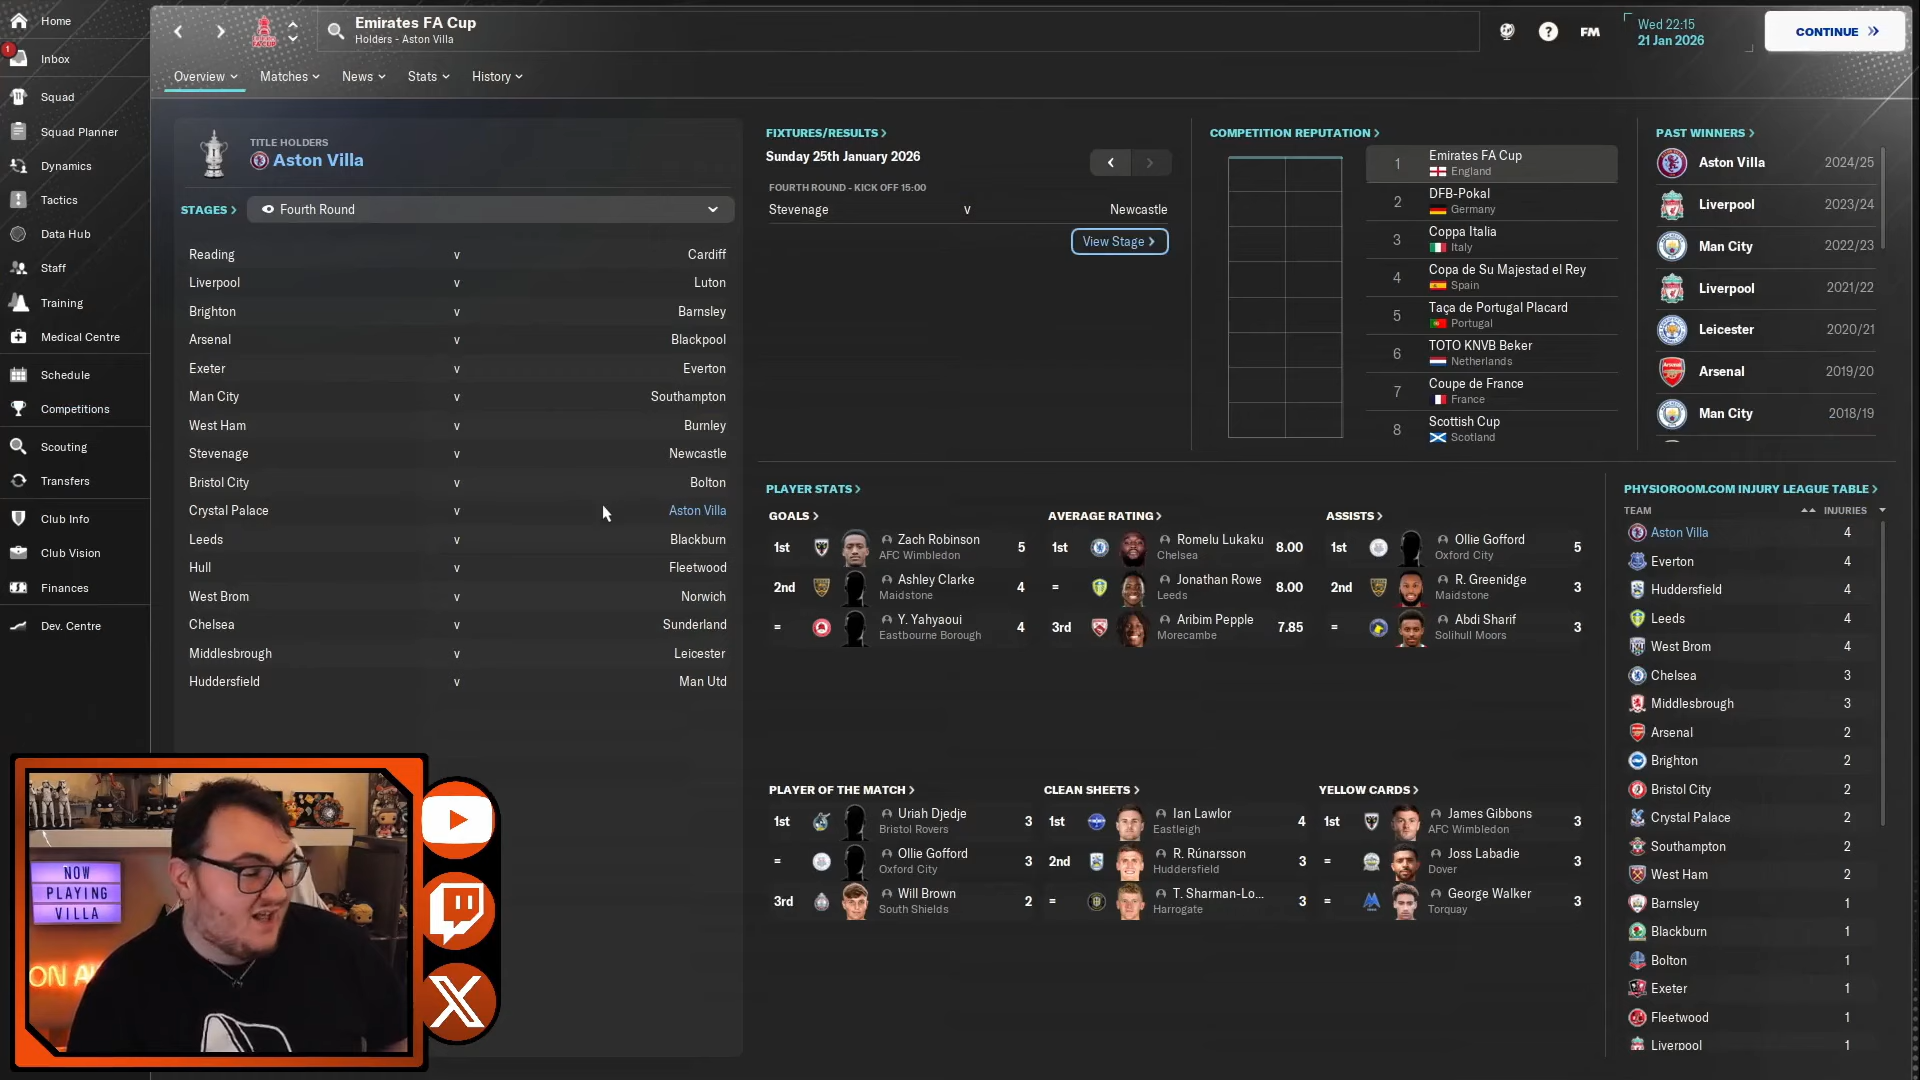 Home
Inbox
1
Squad
Squad Planner
Dynamics
Tactics
Data Hub
Staff
Training
Medical Centre
Schedule
Competitions
Scouting
Transfers
Club Info
Club Vision
Finances
Dev. Centre
Emirates FA Cup
Holders - Aston Villa
FM
Wed 22:15
21 Jan 2026
CONTINUE
Overview Matches News Stats History
TITLE HOLDERS
Aston Villa
STAGES > Fourth Round
Reading v Cardiff
Liverpool v Luton
Brighton v Barnsley
Arsenal v Blackpool
Exeter v Everton
Man City v Southampton
West Ham v Burnley
Stevenage v Newcastle
Bristol City v Bolton
Crystal Palace v Aston Villa
Leeds v Blackburn
Hull v Fleetwood
West Brom v Norwich
Chelsea v Sunderland
Middlesbrough v Leicester
Huddersfield v Man Utd
FIXTURES/RESULTS >
Sunday 25th January 2026
FOURTH ROUND - KICK OFF 15:00
Stevenage v Newcastle
View Stage >
COMPETITION REPUTATION >
1 Emirates FA Cup
England
2 DFB-Pokal
Germany
3 Coppa Italia
Italy
4 Copa de Su Majestad el Rey
Spain
5 Taça de Portugal Placard
Portugal
6 TOTO KNVB Beker
Netherlands
7 Coupe de France
France
8 Scottish Cup
Scotland
PAST WINNERS >
Aston Villa 2024/25
Liverpool 2023/24
Man City 2022/23
Liverpool 2021/22
Leicester 2020/21
Arsenal 2019/20
Man City 2018/19
PLAYER STATS >
GOALS >
1st Zach Robinson 5
AFC Wimbledon
2nd Ashley Clarke 4
Maidstone
= Y. Yahyaoui 4
Eastbourne Borough
AVERAGE RATING >
1st Romelu Lukaku 8.00
Chelsea
= Jonathan Rowe 8.00
Leeds
3rd Aribim Pepple 7.85
Morecambe
ASSISTS >
1st Ollie Gofford 5
Oxford City
2nd R. Greenidge 3
Maidstone
= Abdi Sharif 3
Solihull Moors
PLAYER OF THE MATCH >
1st Uriah Djedje 3
Bristol Rovers
= Ollie Gofford 3
Oxford City
3rd Will Brown 2
South Shields
CLEAN SHEETS >
1st Ian Lawlor 4
Eastleigh
2nd R. Rúnarsson 3
Huddersfield
= T. Sharman-Lo... 3
Harrogate
YELLOW CARDS >
1st James Gibbons 3
AFC Wimbledon
= Joss Labadie 3
Dover
= George Walker 3
Torquay
PHYSIOROOM.COM INJURY LEAGUE TABLE >
TEAM INJURIES
Aston Villa 4
Everton 4
Huddersfield 4
Leeds 4
West Brom 4
Chelsea 3
Middlesbrough 3
Arsenal 2
Brighton 2
Bristol City 2
Crystal Palace 2
Southampton 2
West Ham 2
Barnsley 1
Blackburn 1
Bolton 1
Exeter 1
Fleetwood 1
Liverpool 1
NOW
PLAYING
VILLA